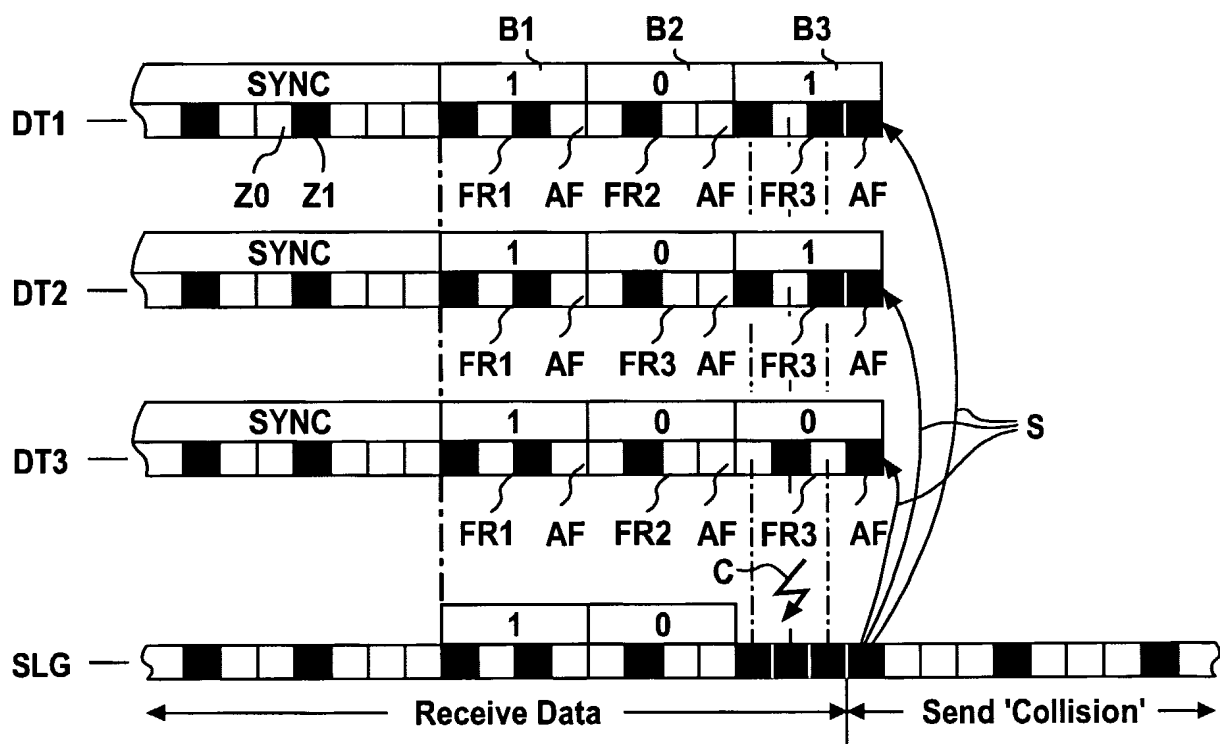 B1 B2 B3
SYNC 1 0 1
DT1
Z0 Z1 FR1 AF FR2 AF FR3 AF
SYNC 1 0 1
DT2
FR1 AF FR3 AF FR3 AF
SYNC 1 0 0
S
DT3
FR1 AF FR2 AF FR3 AF
C
1 0
SLG
Receive Data Send 'Collision'